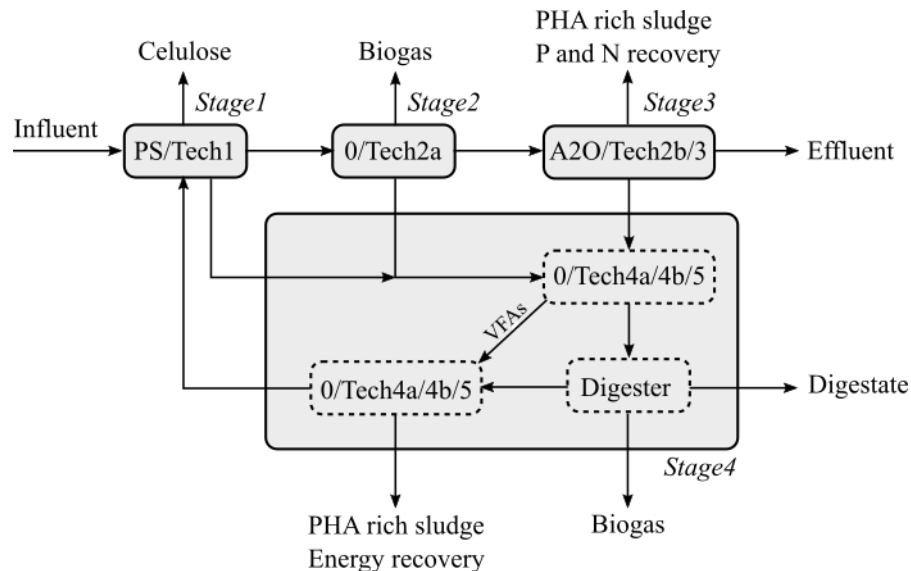 PHA rich sludge
P and N recovery
Celulose
Biogas
Stage1
Stage2
Stage3
Influent
PS/Tech1
0/Tech2a
A2O/Tech2b/3
Effluent
0/Tech4a/4b/5
VFAs
0/Tech4a/4b/5
Digester
Digestate
Stage4
PHA rich sludge
Energy recovery
Biogas